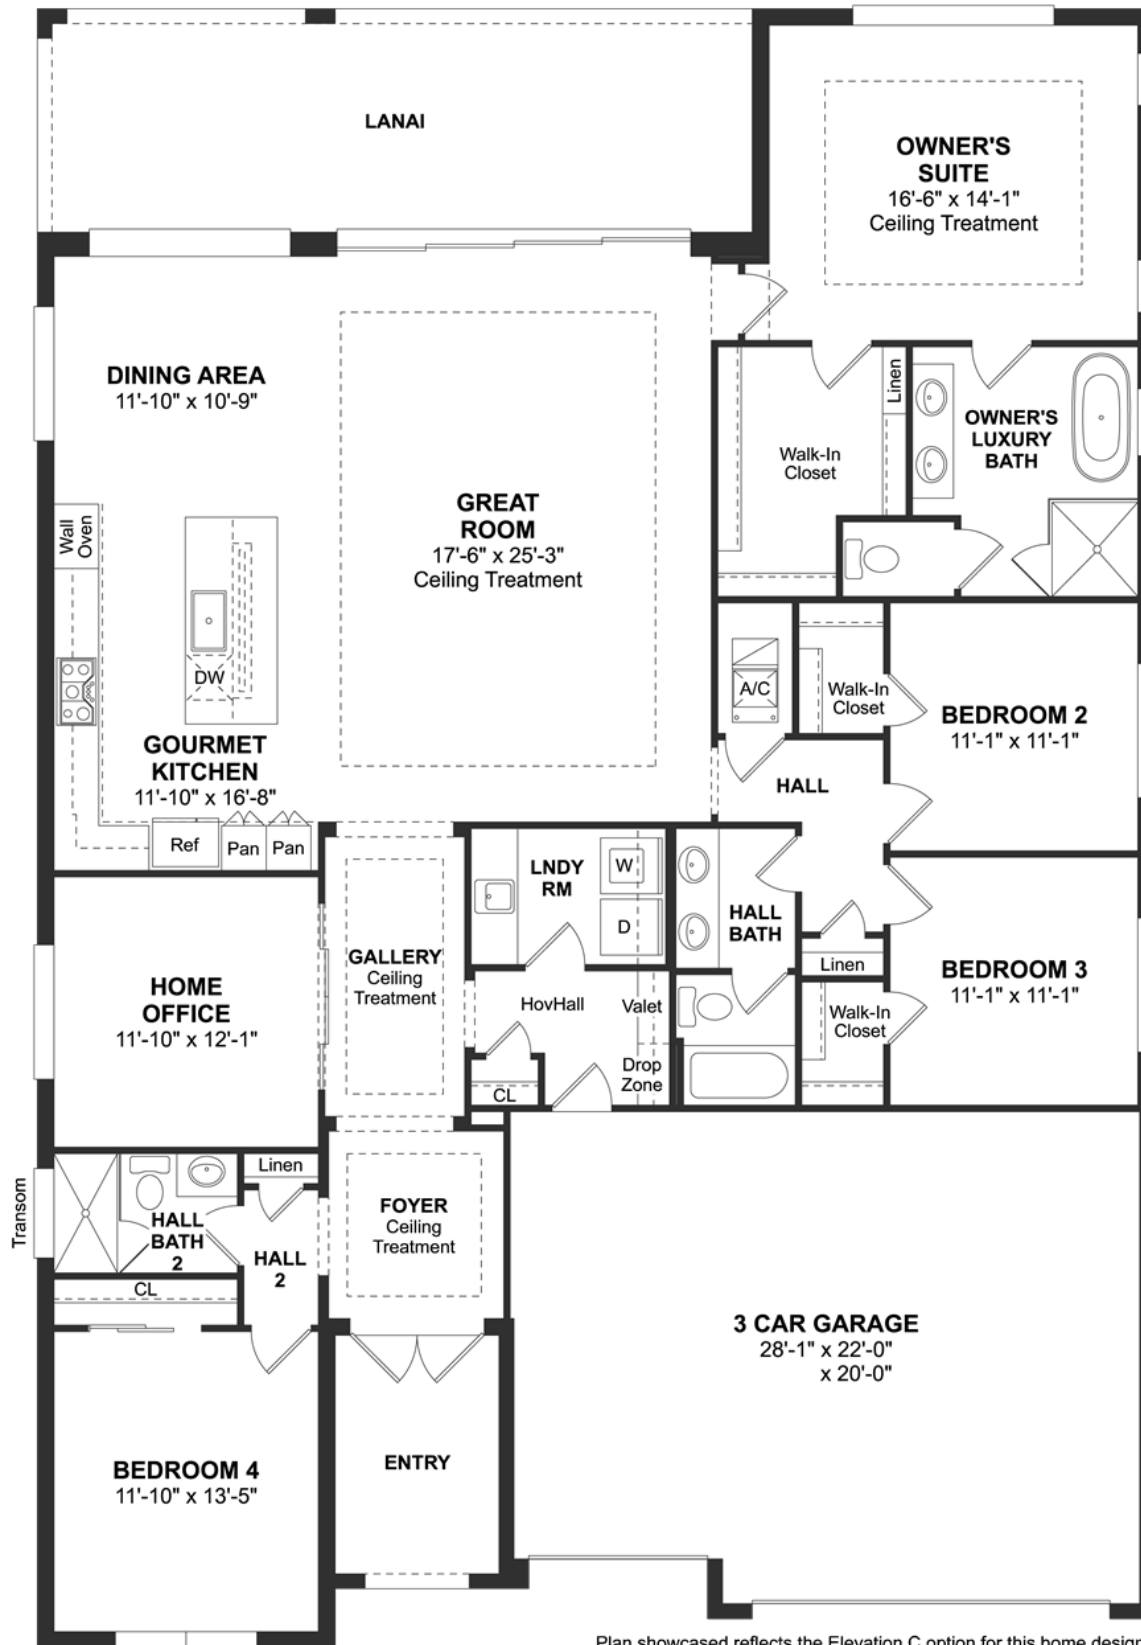 LANAI
OWNER'S
SUITE
16'-6" x 14'-1"
Ceiling Treatment
DINING AREA
11'-10" x 10'-9"
Linen
OWNER'S
LUXURY
BATH
Walk-In
Closet
GREAT
ROOM
17'-6" x 25'-3"
Ceiling Treatment
Wall
Oven
DW
A/C
Walk-In
Closet
BEDROOM 2
11'-1" x 11'-1"
GOURMET
KITCHEN
11'-10" x 16'-8"
HALL
Ref
Pan
Pan
LNDY
RM
W
D
HALL
BATH
GALLERY
Ceiling
Treatment
Linen
BEDROOM 3
11'-1" x 11'-1"
HOME
OFFICE
11'-10" x 12'-1"
HovHall
Valet
Walk-In
Closet
Drop
Zone
CL
Linen
Transom
HALL
BATH
2
FOYER
Ceiling
Treatment
HALL
2
CL
3 CAR GARAGE
28'-1" x 22'-0"
x 20'-0"
BEDROOM 4
11'-10" x 13'-5"
ENTRY
Plan showcased reflects the Elevation C option for this home design